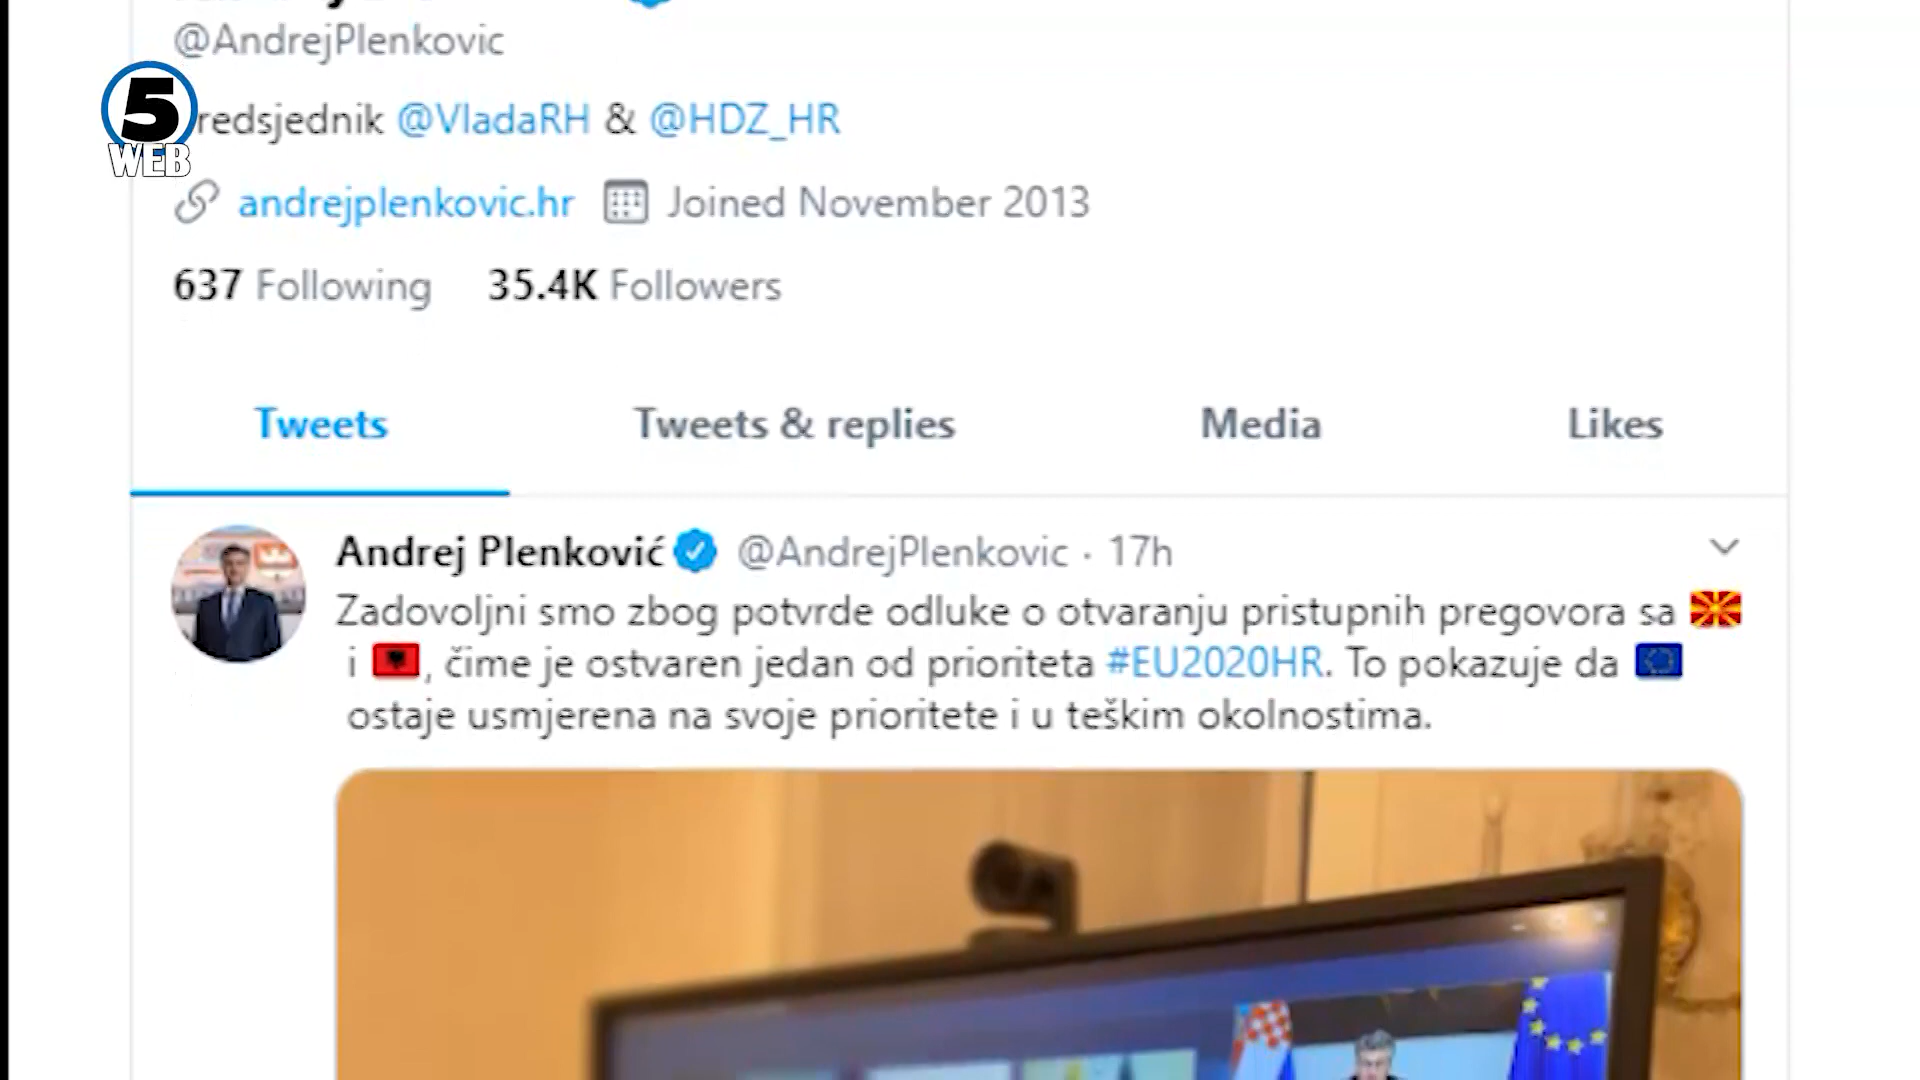 @AndrejPlenkovic
5
WEB
redsjednik @VladaRH & @HDZ_HR
andrejplenkovic.hr Joined November 2013
637 Following 35.4K Followers
Tweets Tweets & replies Media Likes
Andrej Plenković @AndrejPlenkovic · 17h
Zadovoljni smo zbog potvrde odluke o otvaranju pristupnih pregovora sa 🇲🇰
i 🇦🇱, čime je ostvaren jedan od prioriteta #EU2020HR. To pokazuje da 🇪🇺
ostaje usmjerena na svoje prioritete i u teškim okolnostima.